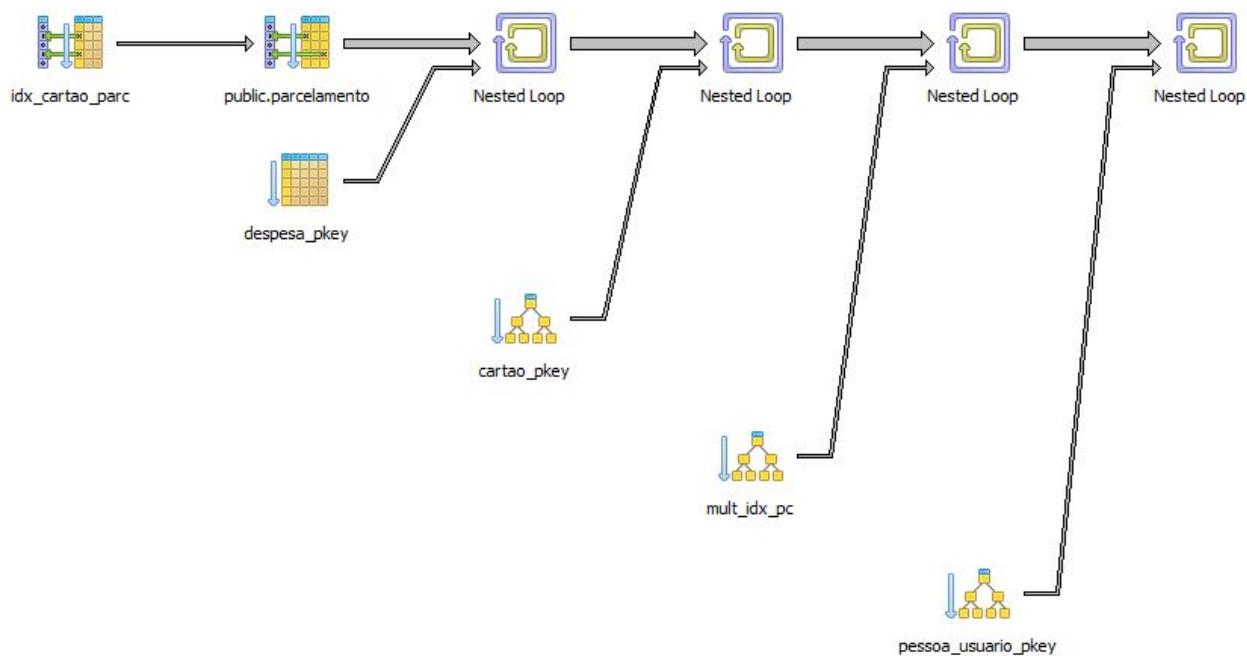 idx_cartao_parc
public.parcelamento
Nested Loop
Nested Loop
Nested Loop
Nested Loop
despesa_pkey
cartao_pkey
mult_idx_pc
pessoa_usuario_pkey